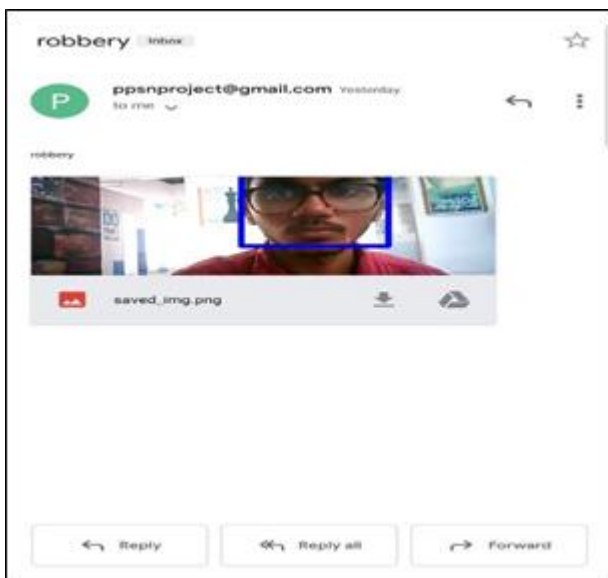 robbery Inbox
P
ppsnproject@gmail.com Yesterday
to me
robbery
saved_img.png
Reply
Reply all
Forward